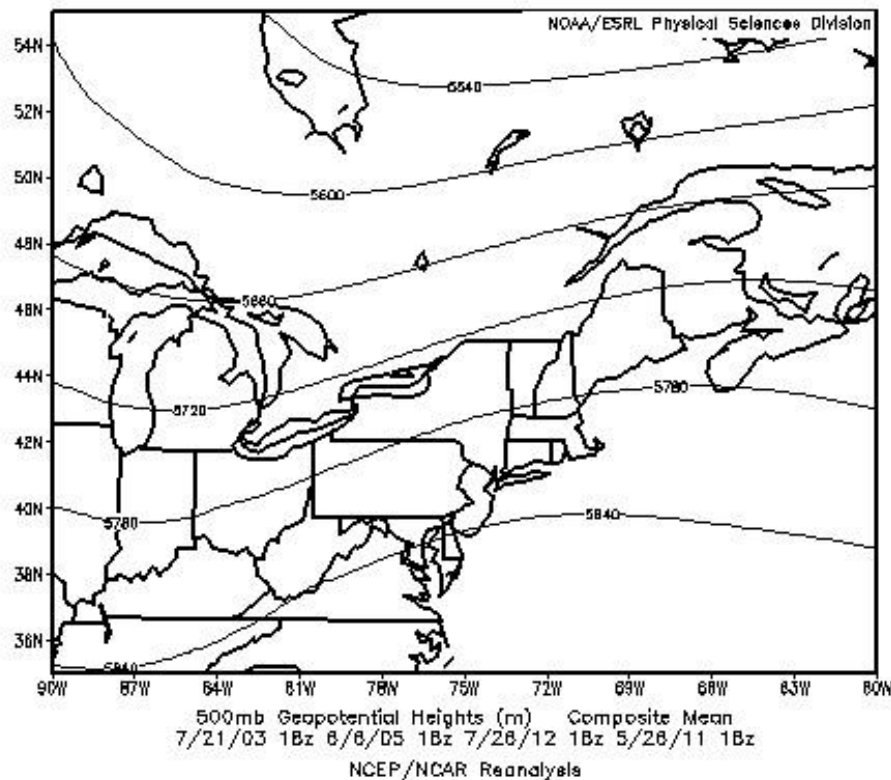 NOAA/ESRL Physical Sciences Division
54N
5540
52N
50N
5600
48N
5660
46N
44N
5780
5720
42N
40N
5840
5780
38N
36N
5840
90W 87W 84W 81W 78W 75W 72W 69W 66W 63W 60W
500mb Geopotential Heights (m) Composite Mean
7/21/03 18z 6/6/05 18z 7/26/12 18z 5/26/11 18z
NCEP/NCAR Reanalysis